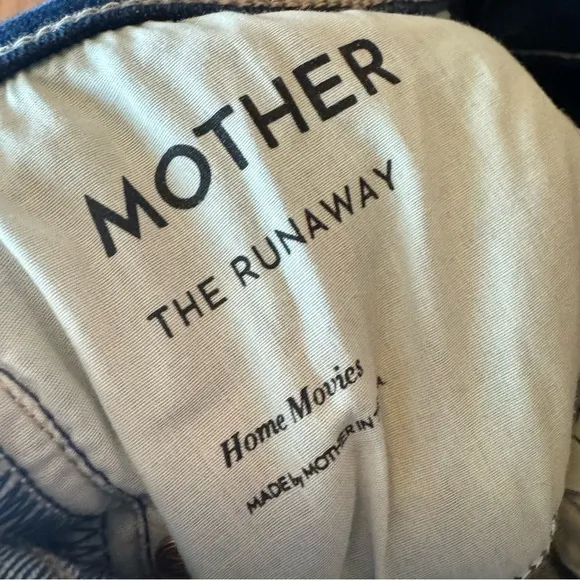 MOTHER
THE RUNAWAY
Home Movies
MADE by MOTHER IN